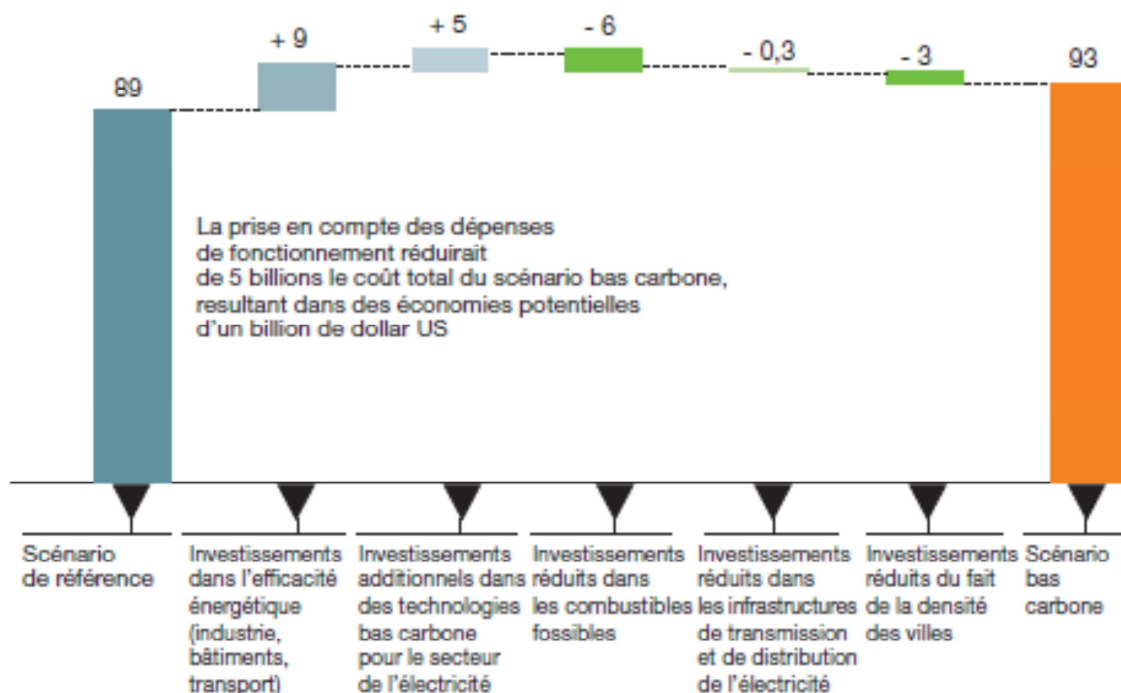 89
+ 9
+ 5
- 6
- 0,3
- 3
93
La prise en compte des dépenses
de fonctionnement réduirait
de 5 billions le coût total du scénario bas carbone,
resultant dans des économies potentielles
d'un billion de dollar US
Scénario
de référence
Investissements
dans l'efficacité
énergétique
(industrie,
bâtiments,
transport)
Investissements
additionnels dans
des technologies
bas carbone
pour le secteur
de l'électricité
Investissements
réduits dans
les combustibles
fossibles
Investissements
réduits dans
les infrastructures
de transmission
et de distribution
de l'électricité
Investissements
réduits du fait
de la densité
des villes
Scénario
bas
carbone